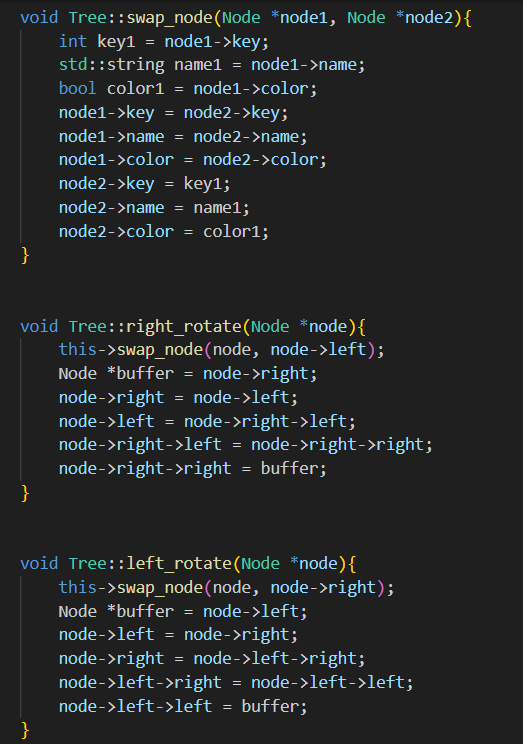 void Tree::swap_node(Node *node1, Node *node2){
    int key1 = node1->key;
    std::string name1 = node1->name;
    bool color1 = node1->color;
    node1->key = node2->key;
    node1->name = node2->name;
    node1->color = node2->color;
    node2->key = key1;
    node2->name = name1;
    node2->color = color1;
}
void Tree::right_rotate(Node *node){
    this->swap_node(node, node->left);
    Node *buffer = node->right;
    node->right = node->left;
    node->left = node->right->left;
    node->right->left = node->right->right;
    node->right->right = buffer;
}
void Tree::left_rotate(Node *node){
    this->swap_node(node, node->right);
    Node *buffer = node->left;
    node->left = node->right;
    node->right = node->left->right;
    node->left->right = node->left->left;
    node->left->left = buffer;
}